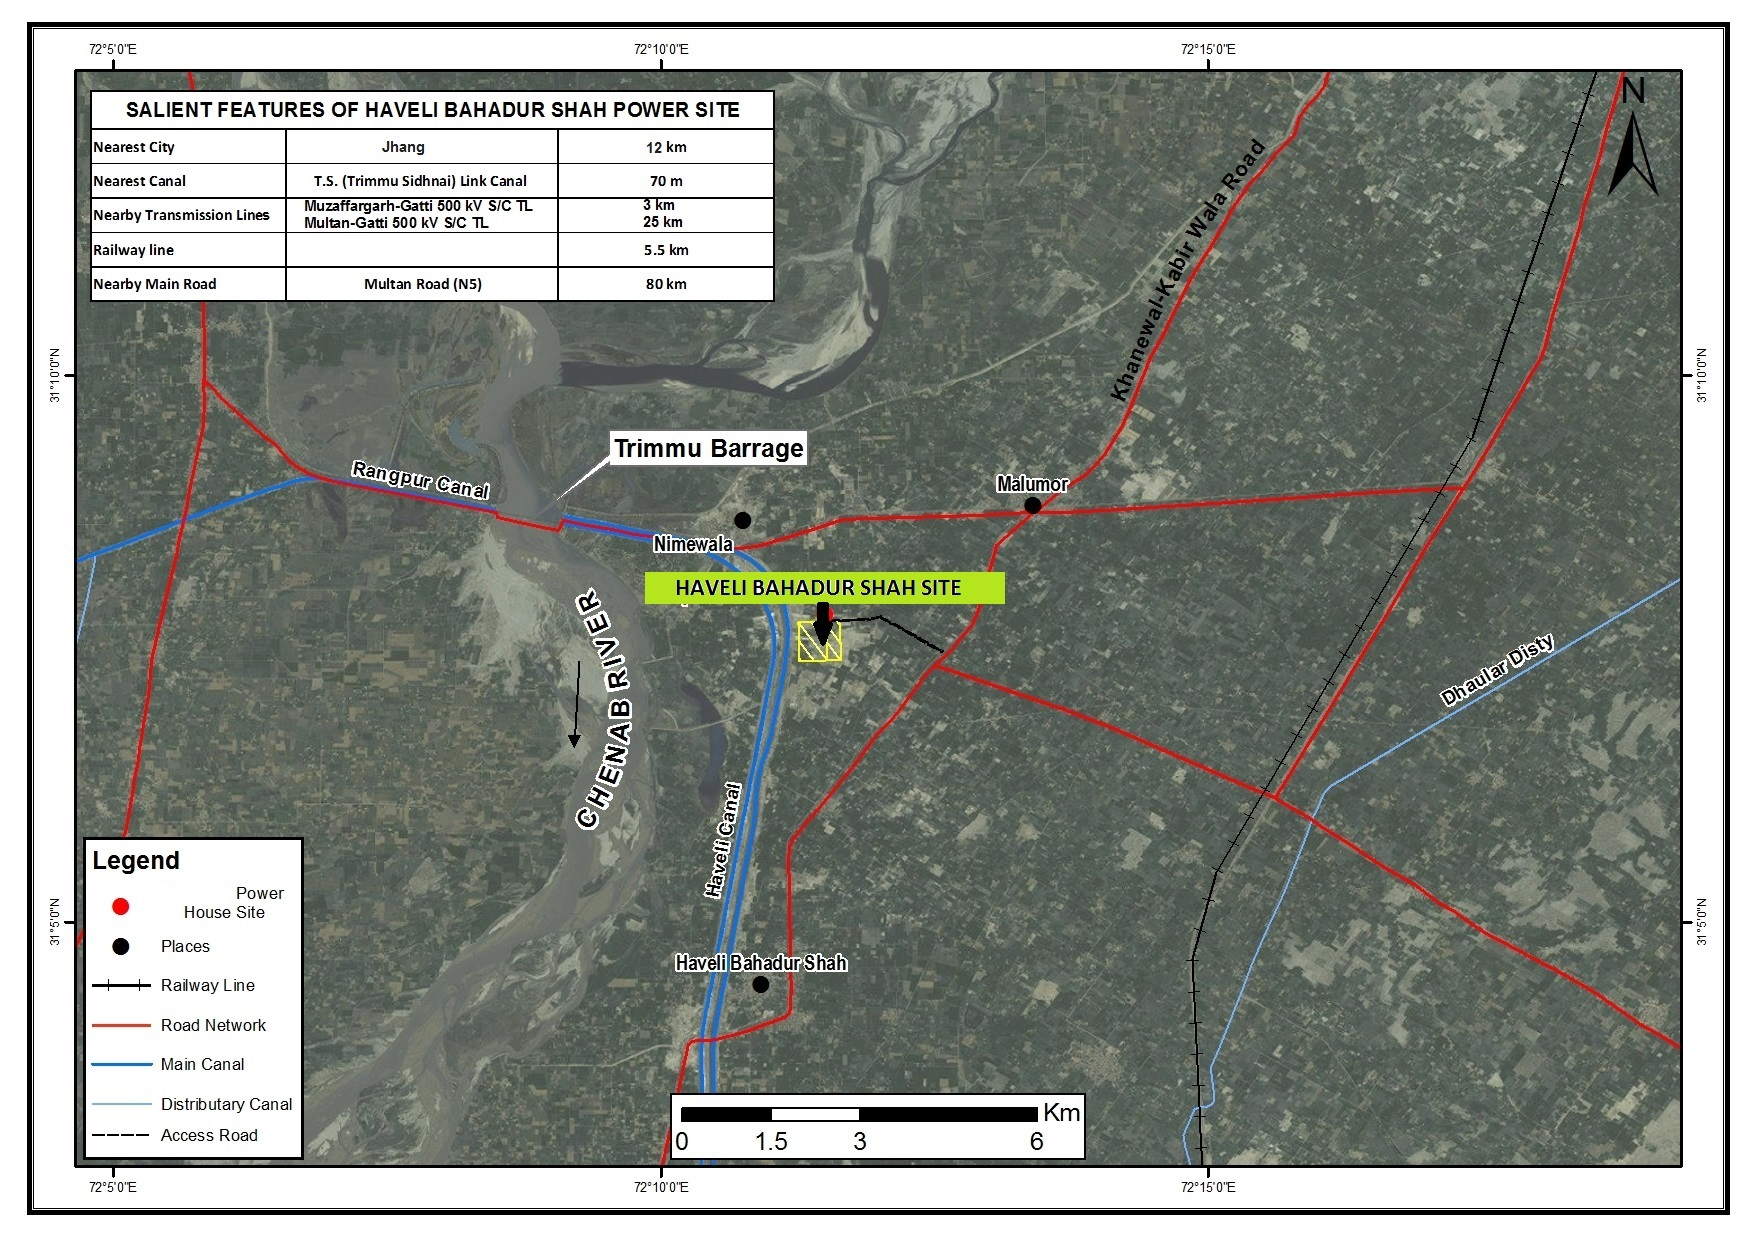 72°5'0"E 72°10'0"E 72°15'0"E
N
SALIENT FEATURES OF HAVELI BAHADUR SHAH POWER SITE
Nearest City Jhang 12 km
Nearest Canal T.S. (Trimmu Sidhnai) Link Canal 70 m
Nearby Transmission Lines Muzaffargarh-Gatti 500 kV S/C TL 3 km
Multan-Gatti 500 kV S/C TL 25 km
Railway line 5.5 km
Nearby Main Road Multan Road (N5) 80 km
Khanewal-Kabir Wala Road
31°10'0"N 31°10'0"N
Trimmu Barrage
Rangpur Canal
Malumor
Nimewala
HAVELI BAHADUR SHAH SITE
CHENAB RIVER
Dhaular Disty
Haveli Canal
Haveli Bahadur Shah
31°5'0"N 31°5'0"N
Legend
Power
House Site
Places
Railway Line
Road Network
Main Canal
Distributary Canal
Access Road
Km
0 1.5 3 6
72°5'0"E 72°10'0"E 72°15'0"E